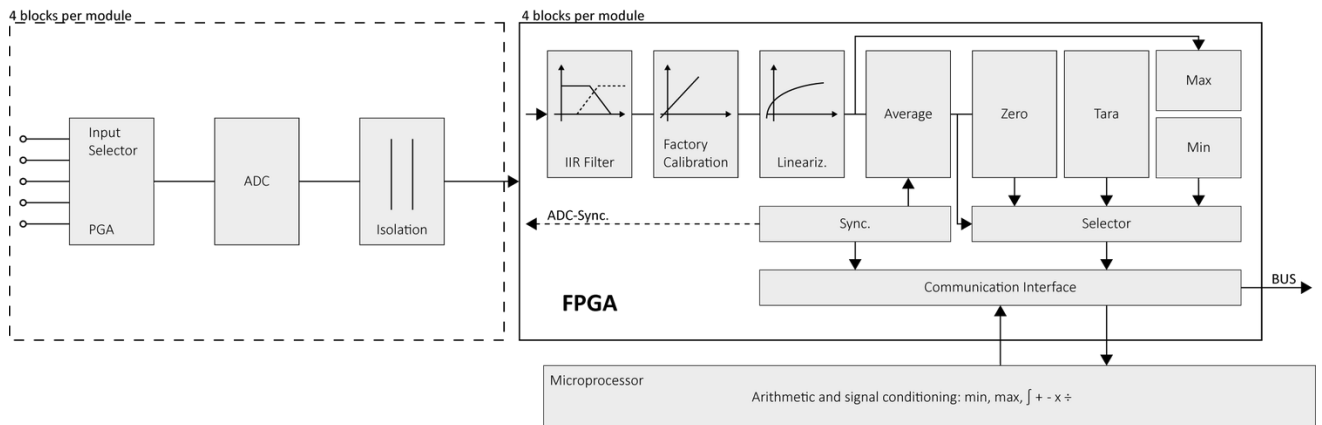 4 blocks per module
Input
Selector
PGA
ADC
Isolation
4 blocks per module
IIR Filter
Factory
Calibration
Lineariz.
Average
Zero
Tara
Max
Min
ADC-Sync.
Sync.
Selector
Communication Interface
BUS
FPGA
Microprocessor
Arithmetic and signal conditioning: min, max, ∫ + - x ÷